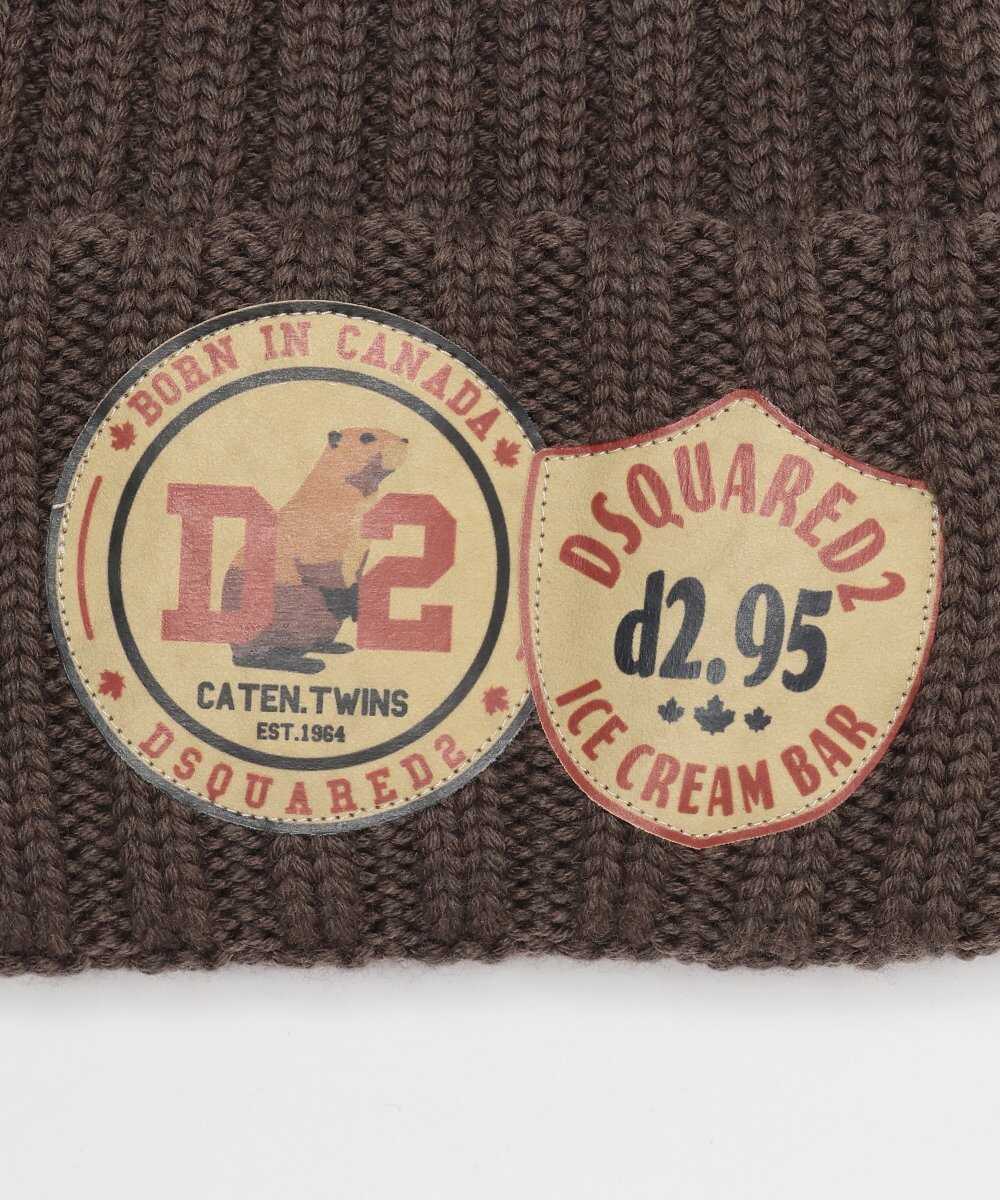 BORN IN CANADA
D2
CATEN.TWINS
EST.1964
DSQUARED2
DSQUARED2
d2.95
ICE CREAM BAR